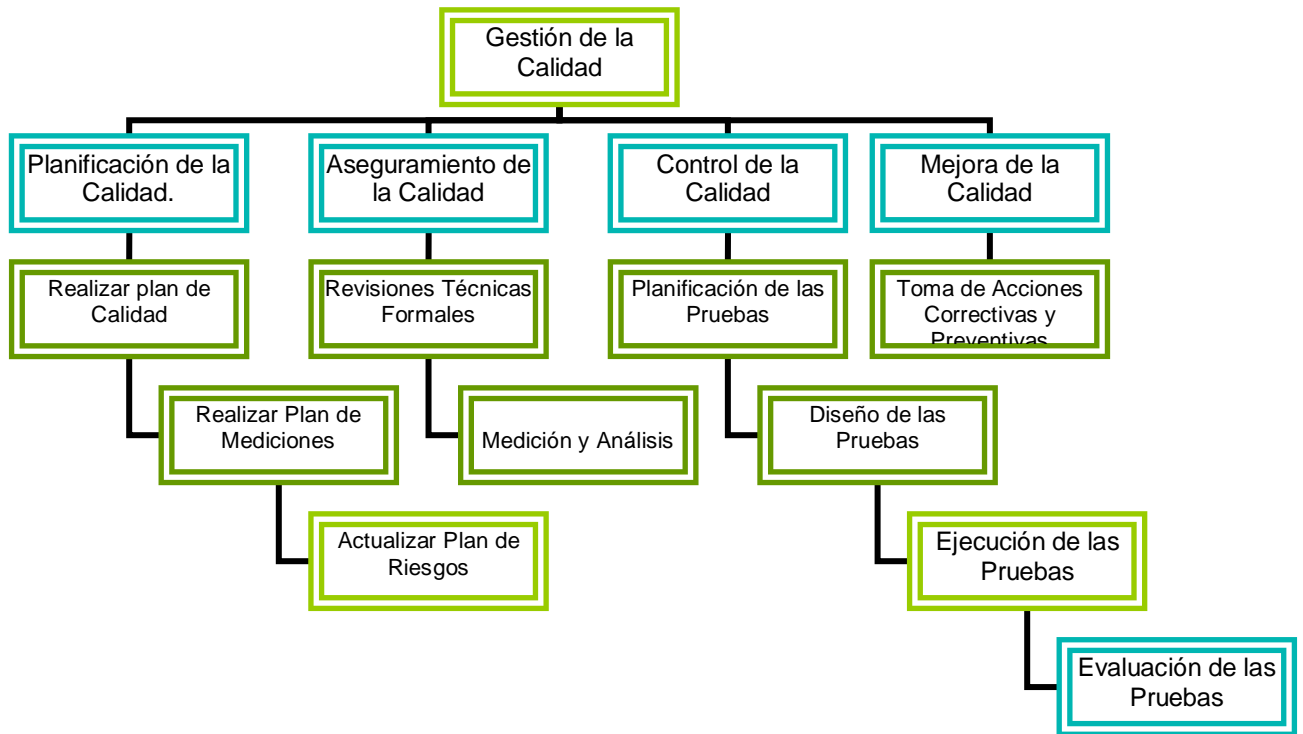 Gestión de la
Calidad
Planificación de la
Calidad.
Aseguramiento de
la Calidad
Control de la
Calidad
Mejora de la
Calidad
Realizar plan de
Calidad
Revisiones Técnicas
Formales
Planificación de las
Pruebas
Toma de Acciones
Correctivas y
Preventivas
Realizar Plan de
Mediciones
Medición y Análisis
Diseño de las
Pruebas
Actualizar Plan de
Riesgos
Ejecución de las
Pruebas
Evaluación de las
Pruebas